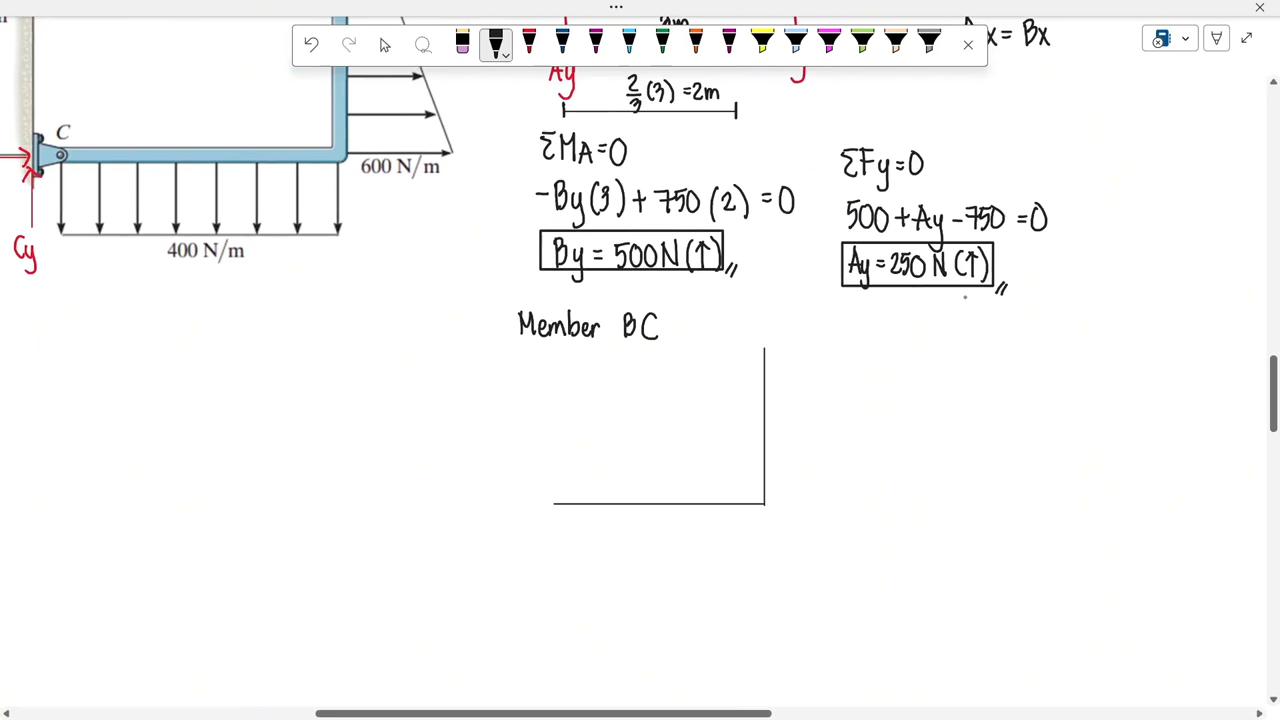 Ay
2/3 (3) = 2m
x = Bx
C
600 N/m
400 N/m
Cy
ΣMA=0
-By(3) + 750 (2) = 0
By = 500N(↑)
ΣFy=0
500 + Ay - 750 = 0
Ay = 250 N (↑)
Member BC